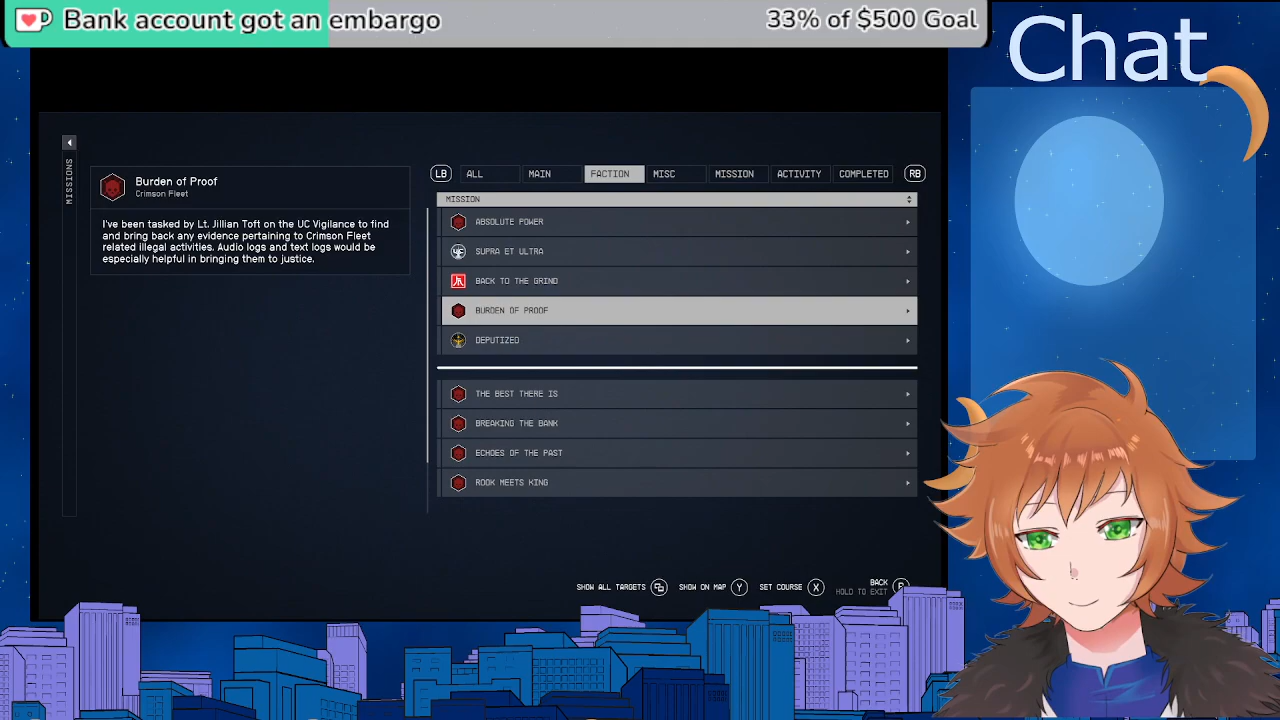 Bank account got an embargo
33% of $500 Goal
Chat
MISSIONS
Burden of Proof
Crimson Fleet
I've been tasked by Lt. Jillian Toft on the UC Vigilance to find
and bring back any evidence pertaining to Crimson Fleet
related illegal activities. Audio logs and text logs would be
especially helpful in bringing them to justice.
LB ALL MAIN FACTION MISC MISSION ACTIVITY COMPLETED RB
MISSION
ABSOLUTE POWER
SUPRA ET ULTRA
BACK TO THE GRIND
BURDEN OF PROOF
DEPUTIZED
THE BEST THERE IS
BREAKING THE BANK
ECHOES OF THE PAST
ROOK MEETS KING
SHOW ALL TARGETS SHOW ON MAP Y SET COURSE X BACK
HOLD TO EXIT